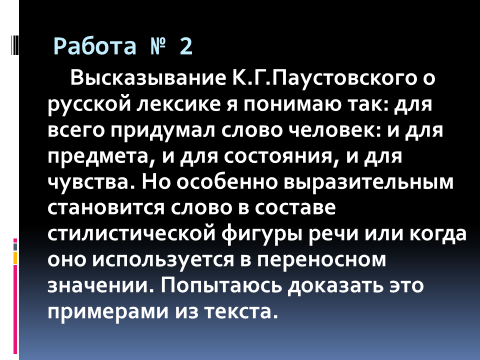 Работа № 2
Высказывание К.Г.Паустовского о
русской лексике я понимаю так: для
всего придумал слово человек: и для
предмета, и для состояния, и для
чувства. Но особенно выразительным
становится слово в составе
стилистической фигуры речи или когда
оно используется в переносном
значении. Попытаюсь доказать это
примерами из текста.